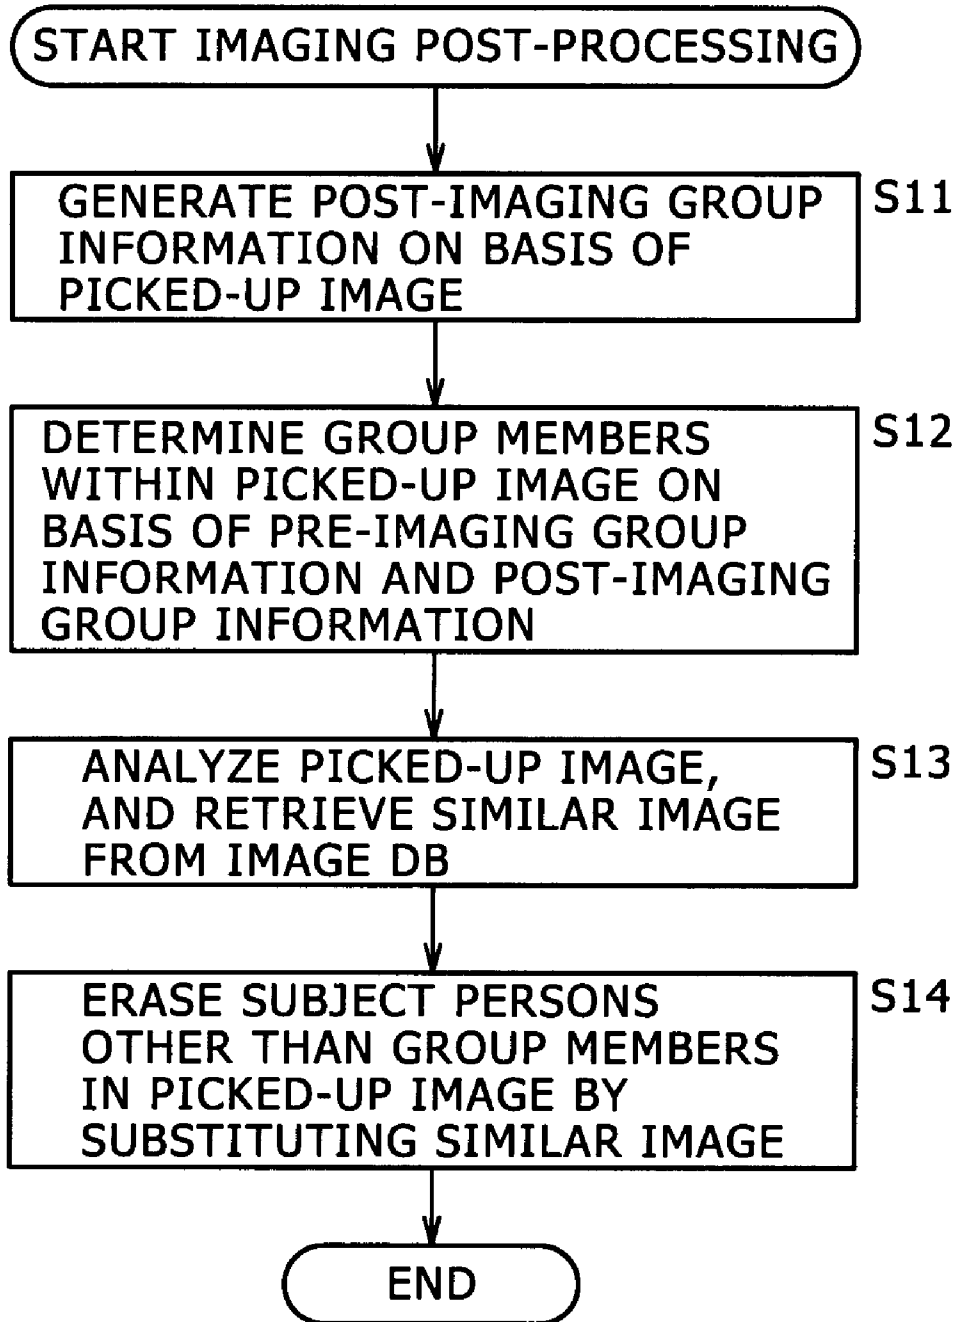 START IMAGING POST-PROCESSING
GENERATE POST-IMAGING GROUP
INFORMATION ON BASIS OF
PICKED-UP IMAGE
S11
DETERMINE GROUP MEMBERS
WITHIN PICKED-UP IMAGE ON
BASIS OF PRE-IMAGING GROUP
INFORMATION AND POST-IMAGING
GROUP INFORMATION
S12
ANALYZE PICKED-UP IMAGE,
AND RETRIEVE SIMILAR IMAGE
FROM IMAGE DB
S13
ERASE SUBJECT PERSONS
OTHER THAN GROUP MEMBERS
IN PICKED-UP IMAGE BY
SUBSTITUTING SIMILAR IMAGE
S14
END